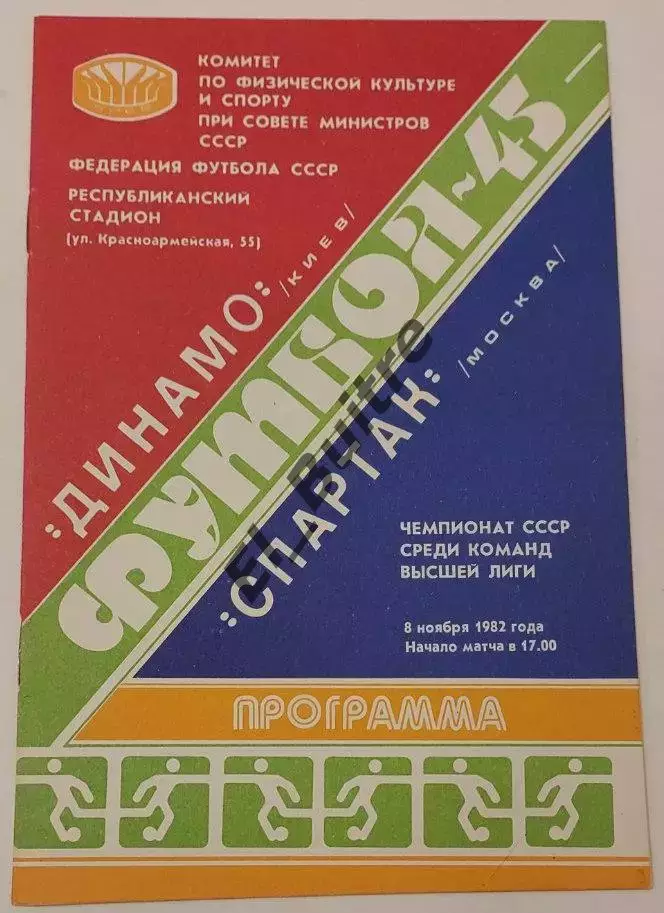 КОМИТЕТ
ПО ФИЗИЧЕСКОЙ КУЛЬТУРЕ
И СПОРТУ
ПРИ СОВЕТЕ МИНИСТРОВ
СССР
ФЕДЕРАЦИЯ ФУТБОЛА СССР
РЕСПУБЛИКАНСКИЙ
СТАДИОН
(ул. Красноармейская, 55)
"ДИНАМО" /КИЕВ/
ФУТБОЛ-45
"СПАРТАК" /МОСКВА/
El_Buitre
ЧЕМПИОНАТ СССР
СРЕДИ КОМАНД
ВЫСШЕЙ ЛИГИ
8 ноября 1982 года
Начало матча в 17.00
ПРОГРАММА